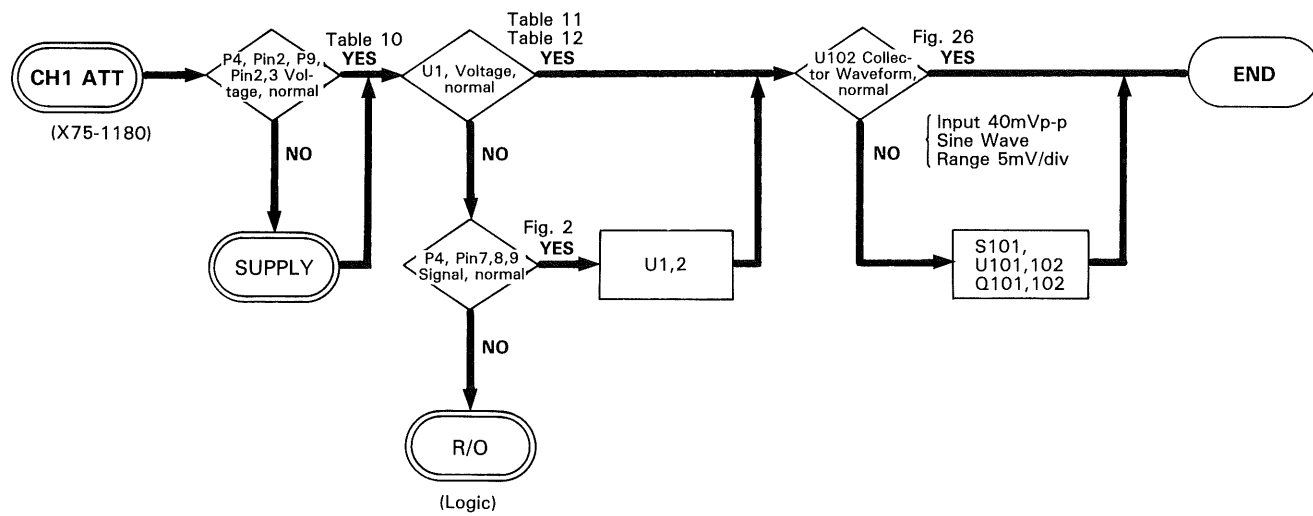 CH1 ATT
(X75-1180)
P4, Pin2, P9,
Pin2,3 Vol-
tage, normal
Table 10
YES
NO
SUPPLY
U1, Voltage,
normal
Table 11
Table 12
YES
NO
P4, Pin7,8,9
Signal, normal
Fig. 2
YES
U1,2
NO
R/O
(Logic)
U102 Collec-
tor Waveform,
normal
Fig. 26
YES
NO
Input 40mVp-p
Sine Wave
Range 5mV/div
S101,
U101,102
Q101,102
END